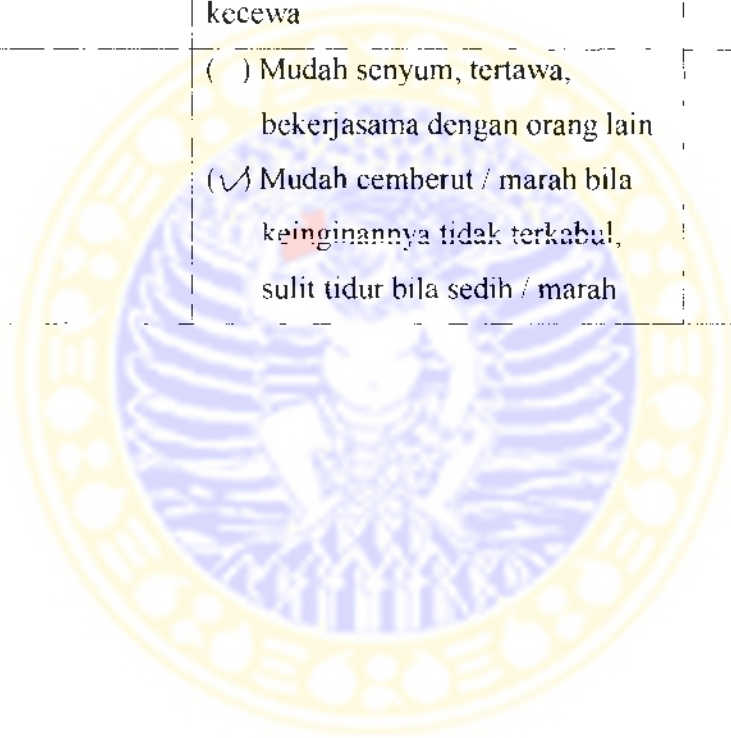 kecewa
( ) Mudah senyum, tertawa,
bekerjasama dengan orang lain
(✓) Mudah cemberut / marah bila
keinginannya tidak terkabul,
sulit tidur bila sedih / marah